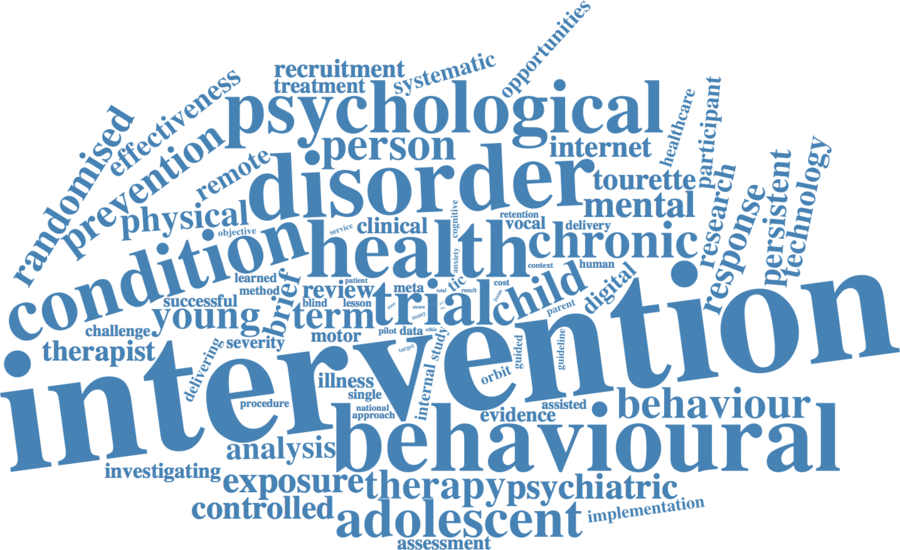 opportunities
recruitment
systematic
treatment
effectiveness
psychological
healthcare
participant
randomised
prevention
person
internet
remote
disorder
tourette
technology
persistent
research
response
physical
mental
cognitive
retention
objective
service
clinical
vocal
delivery
condition
health
chronic
anxiety
context
human
learned
method
patient
brief
review
meta
tic
total
result
cost
child
digital
successful
blind
lesson
trial
parent
young
term
challenge
motor
pilot
data
ethic
therapist
severity
target
internal study
guided
guideline
intervention
delivering
illness
orbit
single
procedure
national
approach
evidence
assisted
behaviour
behavioural
analysis
investigating
exposure
therapy
psychiatric
controlled
adolescent
implementation
assessment